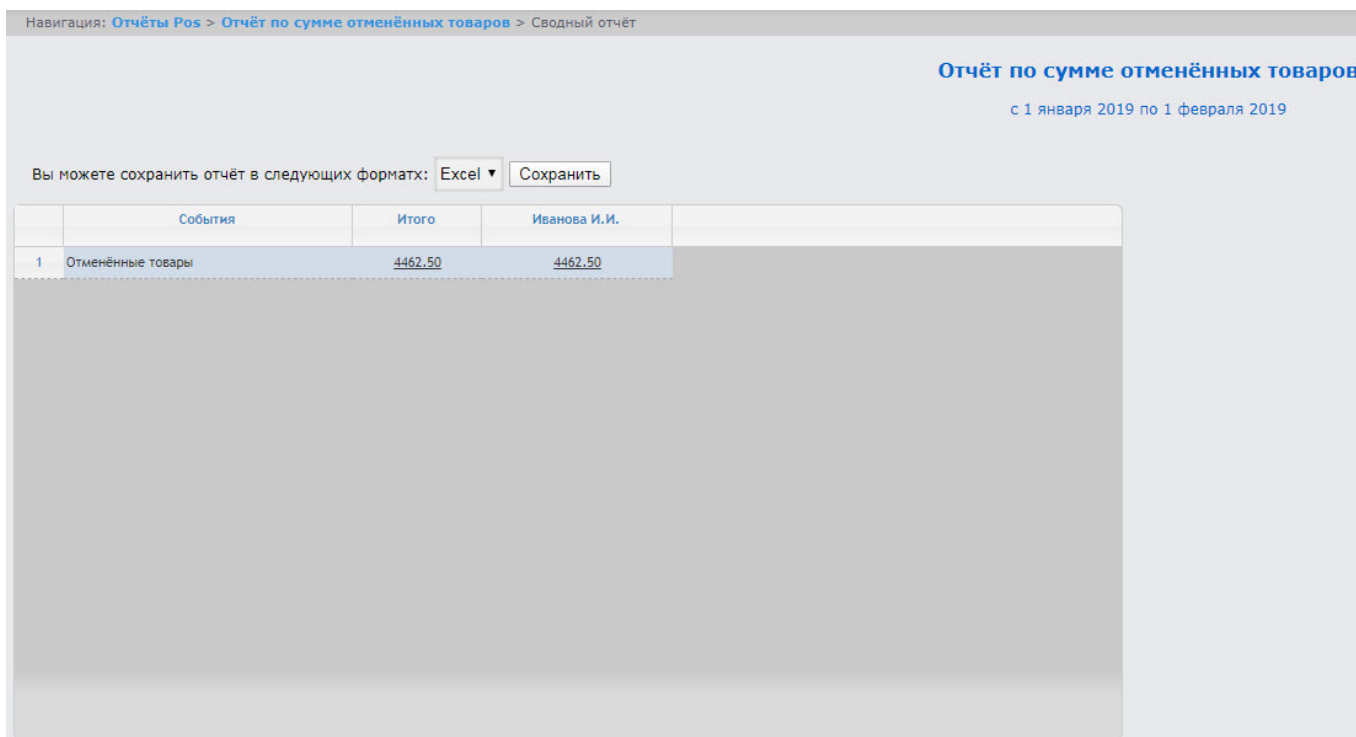 Навигация: Отчёты Pos > Отчёт по сумме отменённых товаров > Сводный отчёт
Отчёт по сумме отменённых товаров
с 1 января 2019 по 1 февраля 2019
Вы можете сохранить отчёт в следующих форматх: Excel ▼ Сохранить
События Итого Иванова И.И.
1 Отменённые товары 4462.50 4462.50